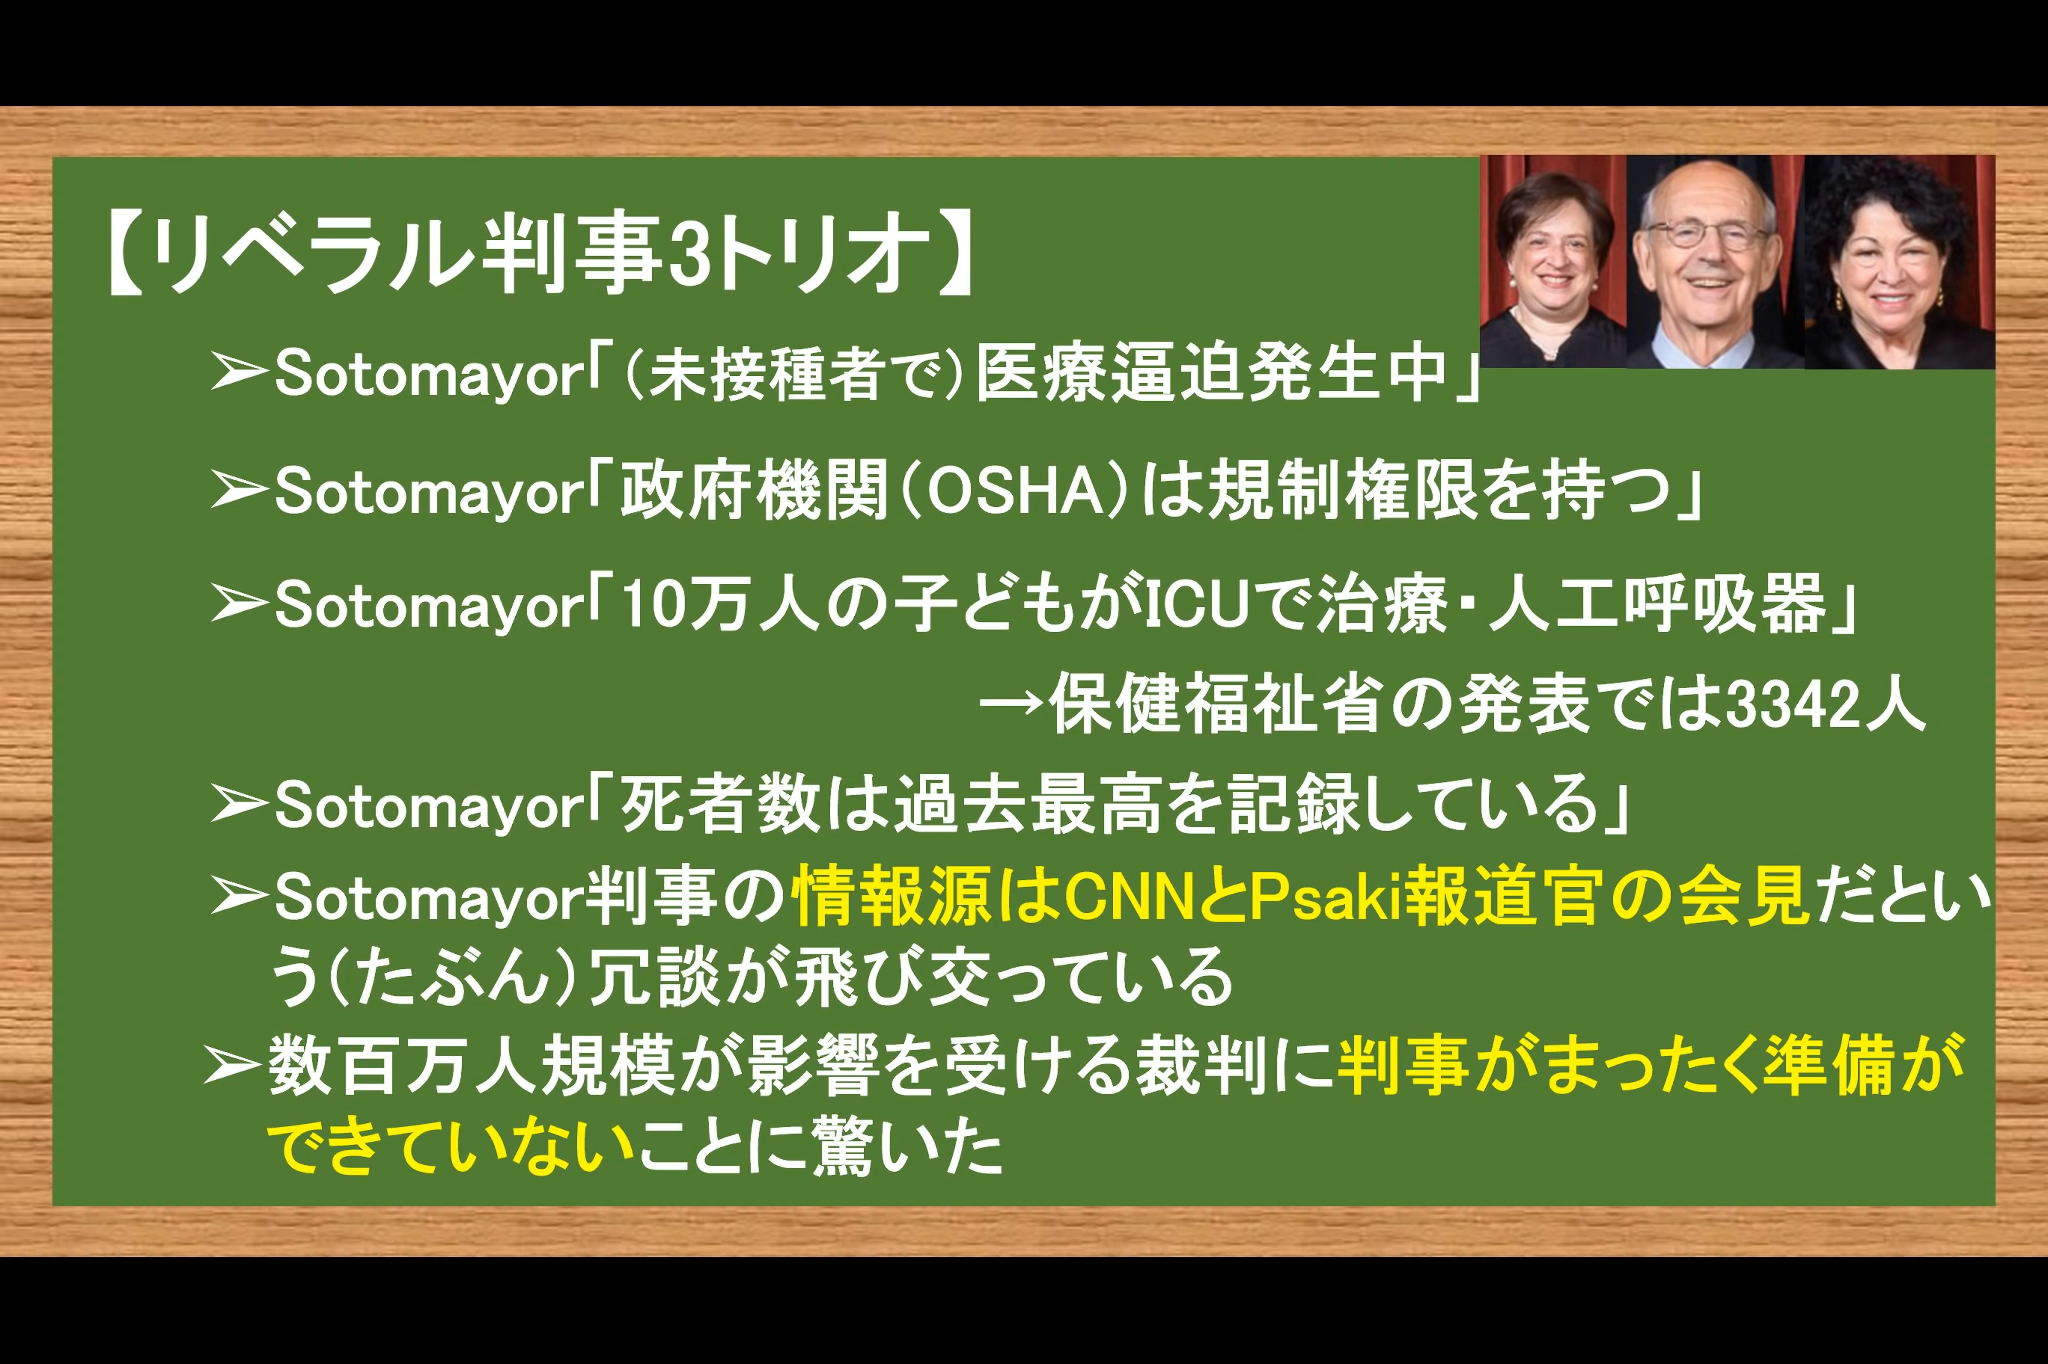 【リベラル判事3トリオ】
➢Sotomayor「（未接種者で）医療逼迫発生中」
➢Sotomayor「政府機関（OSHA）は規制権限を持つ」
➢Sotomayor「10万人の子どもがICUで治療・人工呼吸器」
→保健福祉省の発表では3342人
➢Sotomayor「死者数は過去最高を記録している」
➢Sotomayor判事の情報源はCNNとPsaki報道官の会見だとい
う（たぶん）冗談が飛び交っている
➢数百万人規模が影響を受ける裁判に判事がまったく準備が
できていないことに驚いた